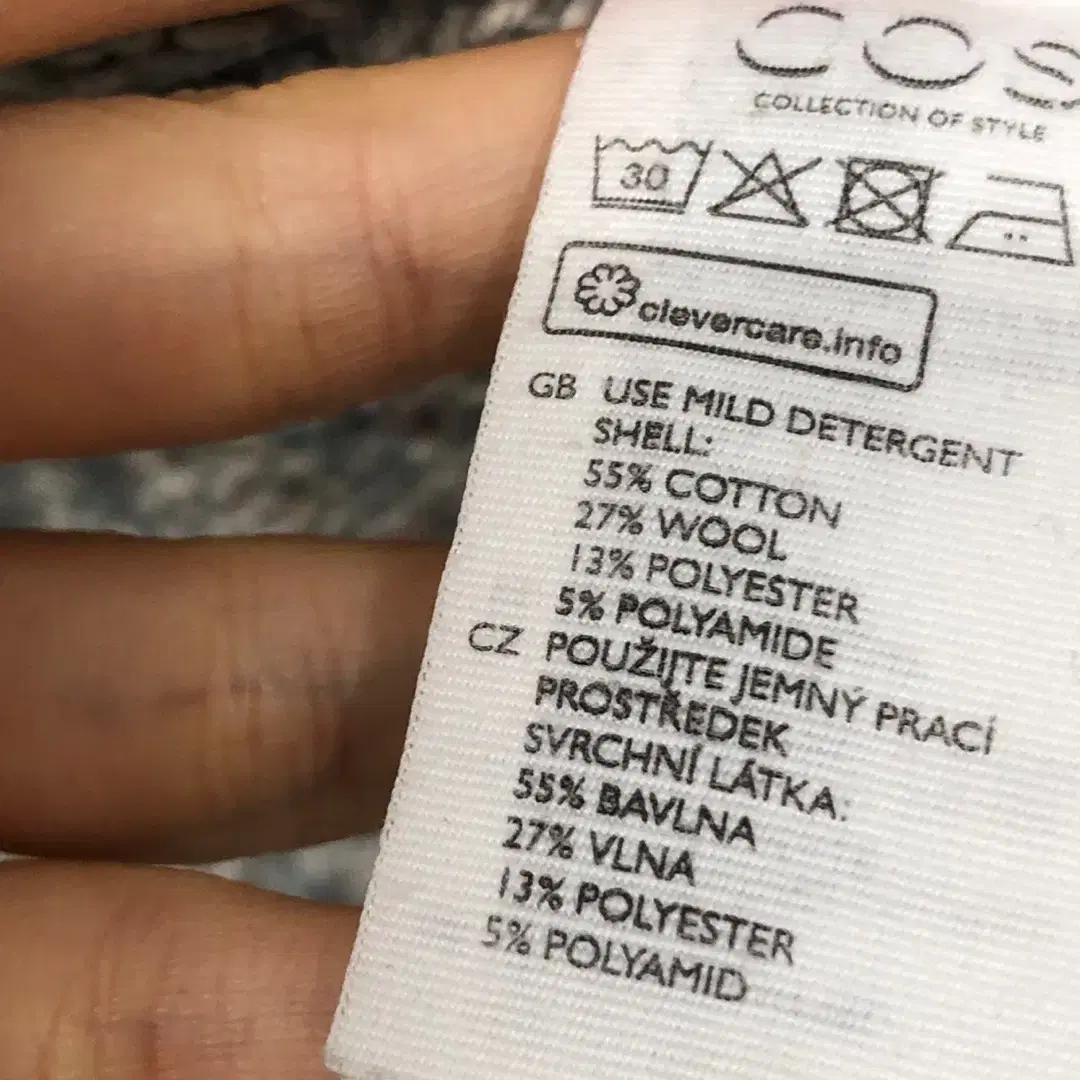 COS
COLLECTION OF STYLE
30
clevercare.info
GB USE MILD DETERGENT
SHELL:
55% COTTON
27% WOOL
13% POLYESTER
5% POLYAMIDE
CZ POUŽIJTE JEMNÝ PRACÍ
PROSTŘEDEK
SVRCHNÍ LÁTKA:
55% BAVLNA
27% VLNA
13% POLYESTER
5% POLYAMID